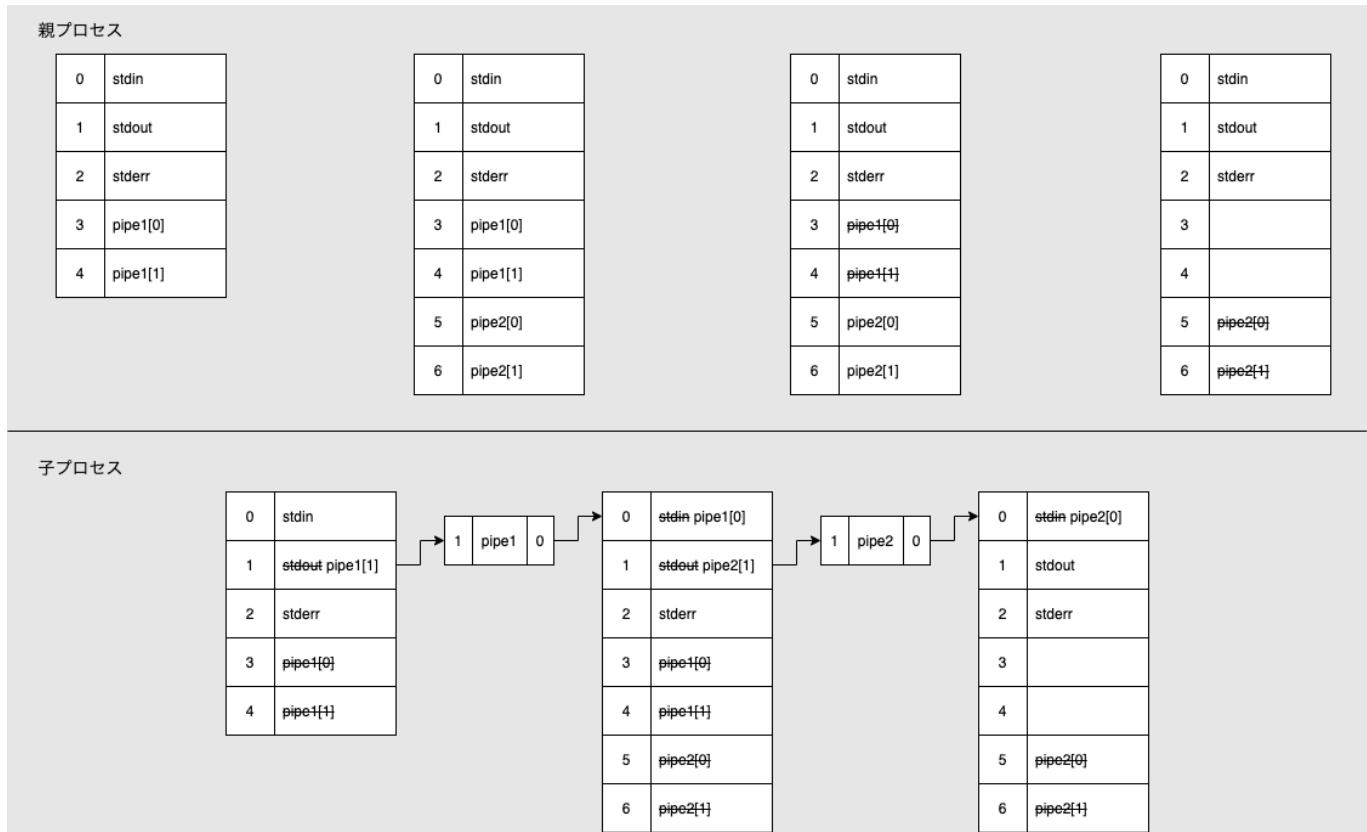 親プロセス
0 stdin
1 stdout
2 stderr
3 pipe1[0]
4 pipe1[1]
0 stdin
1 stdout
2 stderr
3 pipe1[0]
4 pipe1[1]
5 pipe2[0]
6 pipe2[1]
0 stdin
1 stdout
2 stderr
3 pipe1[0]
4 pipe1[1]
5 pipe2[0]
6 pipe2[1]
0 stdin
1 stdout
2 stderr
3
4
5 pipe2[0]
6 pipe2[1]
子プロセス
0 stdin
1 stdout pipe1[1]
2 stderr
3 pipe1[0]
4 pipe1[1]
1 pipe1 0
0 stdin pipe1[0]
1 stdout pipe2[1]
2 stderr
3 pipe1[0]
4 pipe1[1]
5 pipe2[0]
6 pipe2[1]
1 pipe2 0
0 stdin pipe2[0]
1 stdout
2 stderr
3
4
5 pipe2[0]
6 pipe2[1]